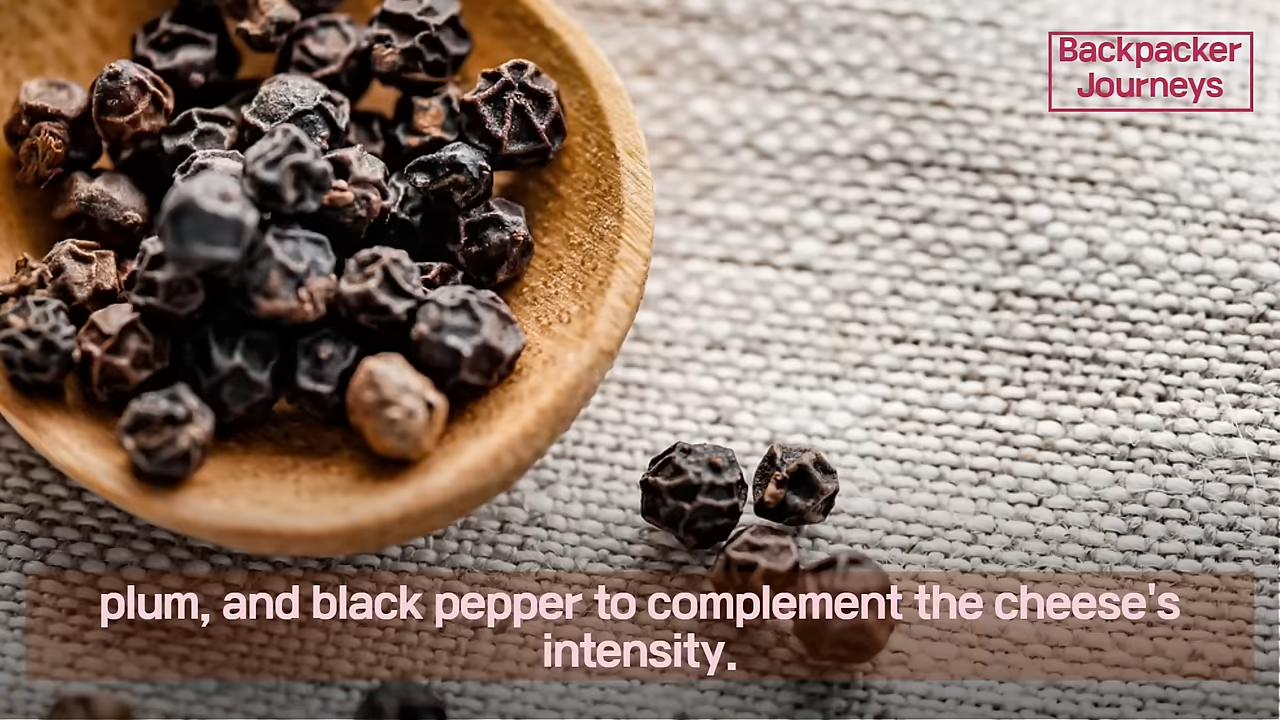 Backpacker
Journeys
plum, and black pepper to complement the cheese's
intensity.